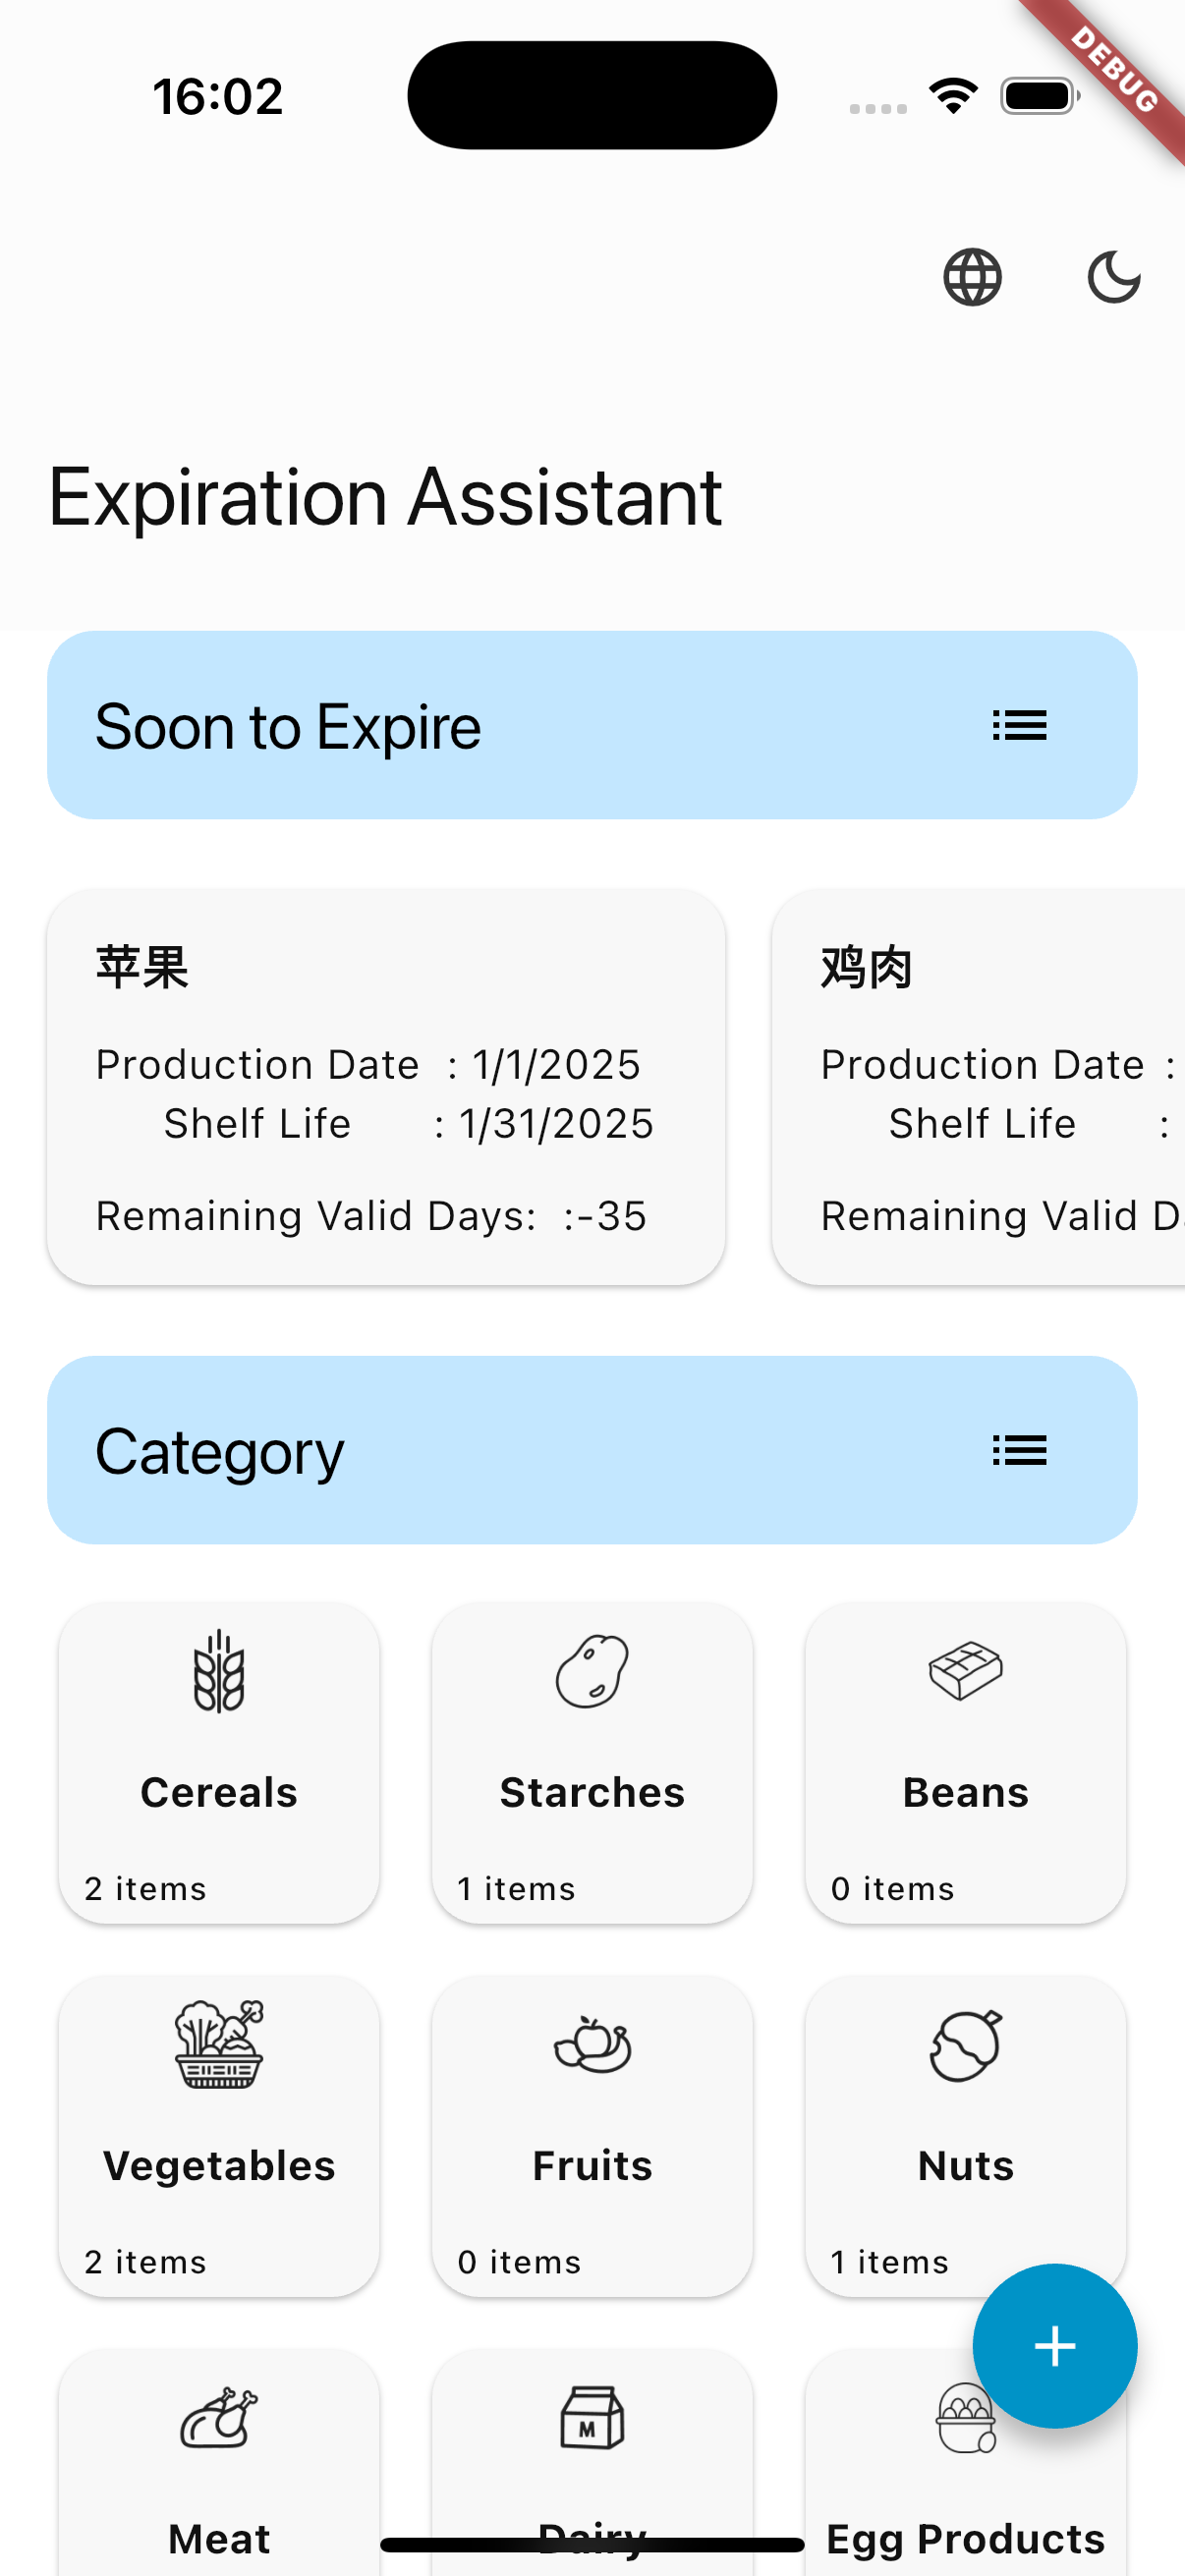 16:02
DEBUG
Expiration Assistant
Soon to Expire
苹果
Production Date : 1/1/2025
Shelf Life : 1/31/2025
Remaining Valid Days: :-35
鸡肉
Production Date :
Shelf Life :
Remaining Valid Da
Category
Cereals
2 items
Starches
1 items
Beans
0 items
Vegetables
2 items
Fruits
0 items
Nuts
1 items
Meat
M
Dairy
Egg Products